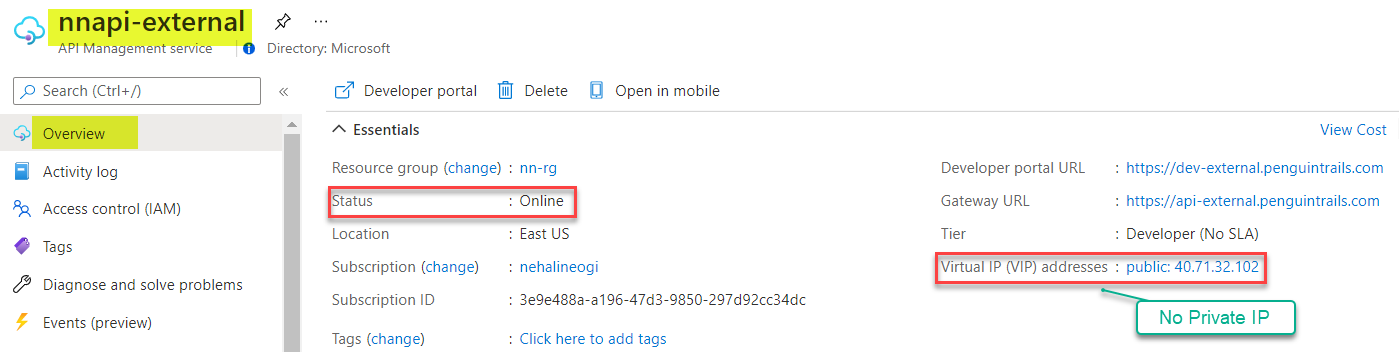 nnapi-external
API Management service
Directory: Microsoft
Search (Ctrl+/)
Overview
Activity log
Access control (IAM)
Tags
Diagnose and solve problems
Events (preview)
Developer portal
Delete
Open in mobile
Essentials
View Cost
Resource group (change) : nn-rg
Status : Online
Location : East US
Subscription (change) : nehalineogi
Subscription ID : 3e9e488a-a196-47d3-9850-297d92cc34dc
Tags (change) : Click here to add tags
Developer portal URL : https://dev-external.penguintrails.com
Gateway URL : https://api-external.penguintrails.com
Tier : Developer (No SLA)
Virtual IP (VIP) addresses : public: 40.71.32.102
No Private IP